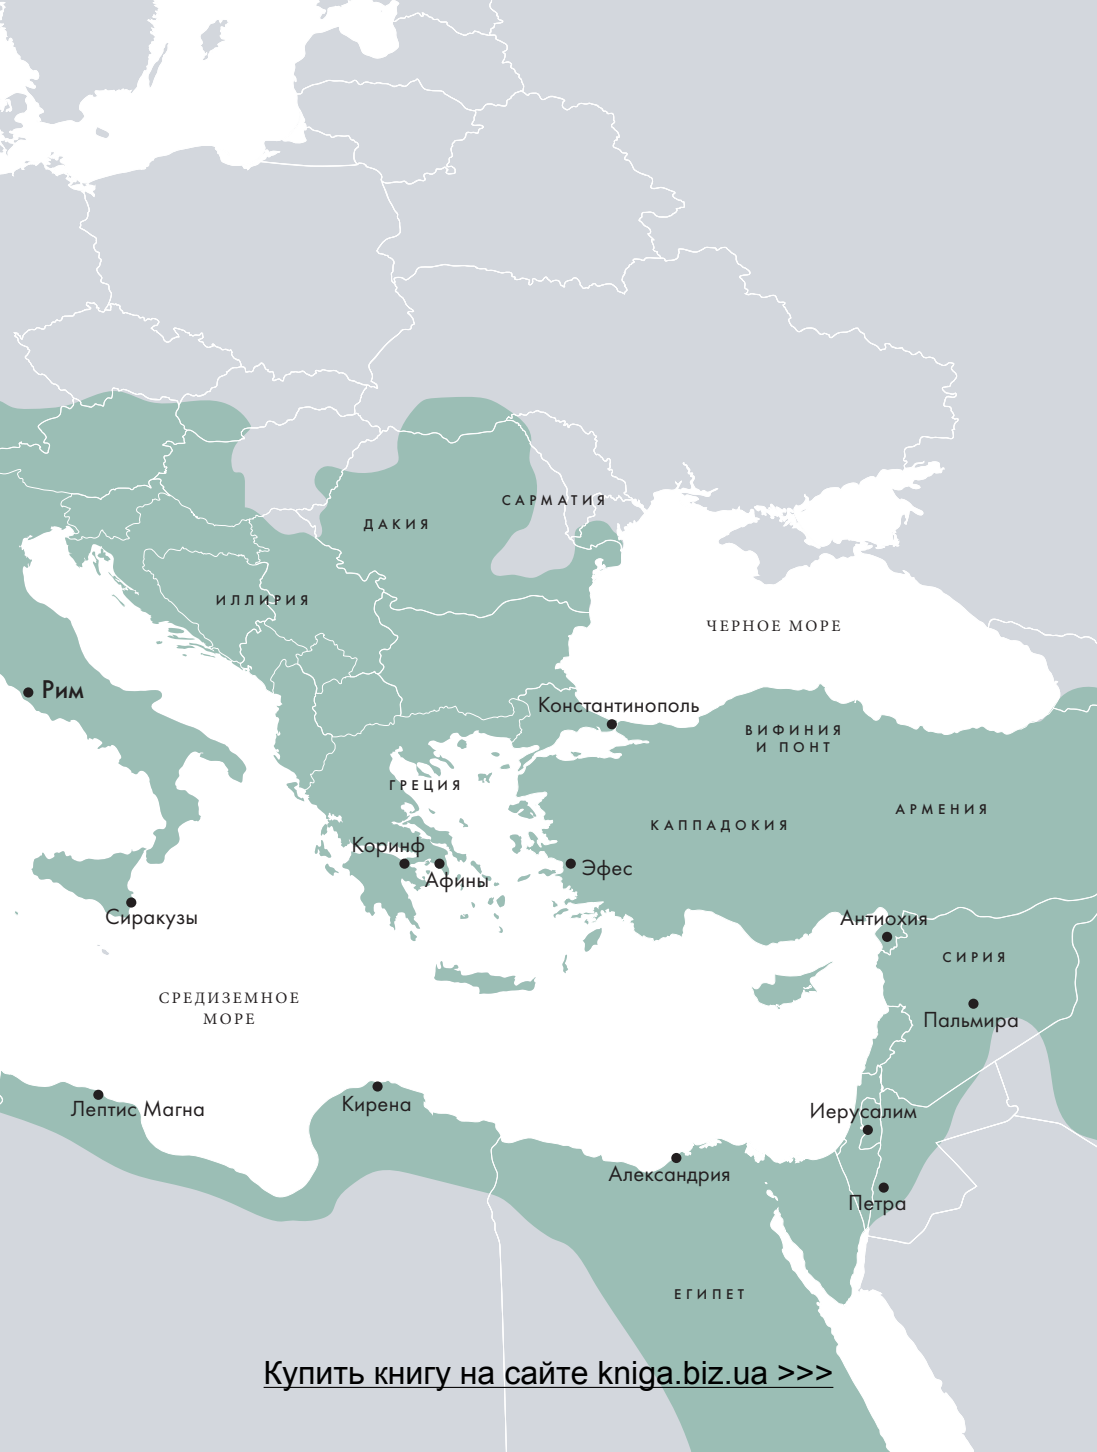 САРМАТИЯ
ДАКИЯ
ИЛЛИРИЯ
ЧЕРНОЕ МОРЕ
Рим
Константинополь
ВИФИНИЯ
И ПОНТ
ГРЕЦИЯ
АРМЕНИЯ
КАППАДОКИЯ
Коринф
Эфес
Афины
Сиракузы
Антиохия
СИРИЯ
СРЕДИЗЕМНОЕ
МОРЕ
Пальмира
Лептис Магна
Кирена
Иерусалим
Александрия
Петра
ЕГИПЕТ
Купить книгу на сайте kniga.biz.ua >>>